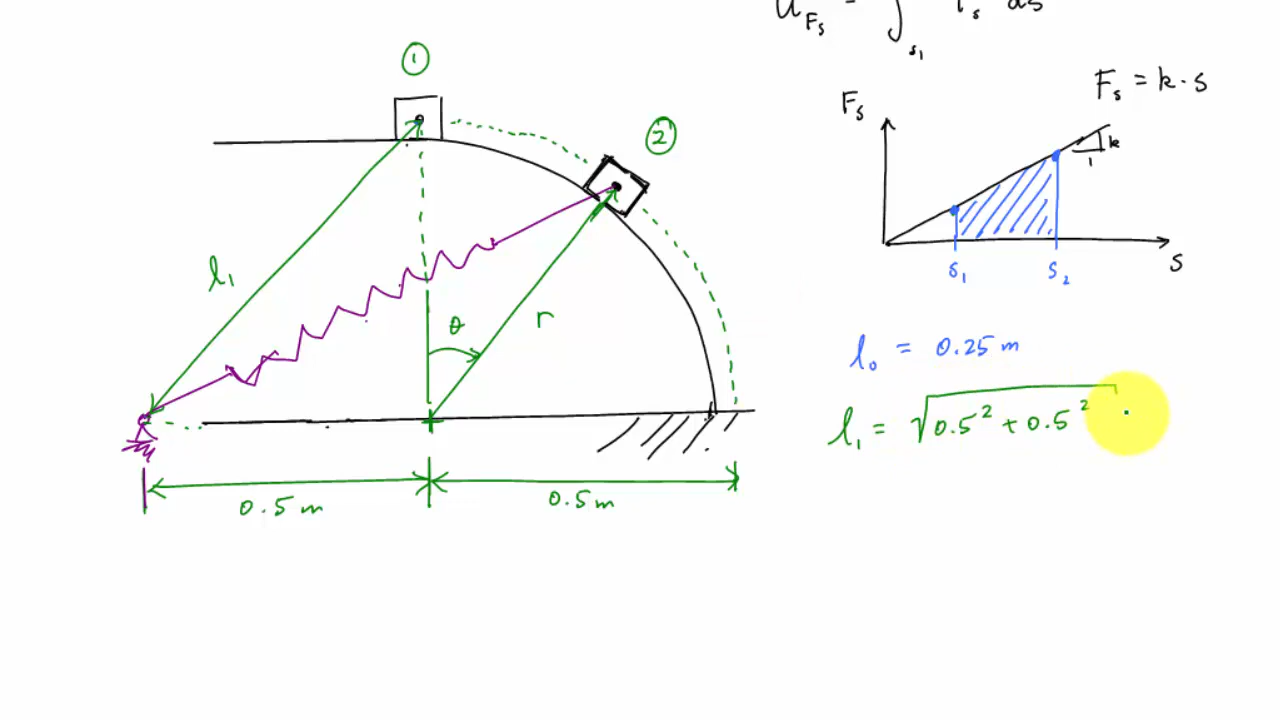 U_Fs = ∫_s₁ F_s ds
①
F_s = k · s
F_s
②
k
1
s₁
s₂
S
l₁
θ
r
l₀ = 0.25 m
l₁ = √0.5² + 0.5²
0.5 m
0.5 m